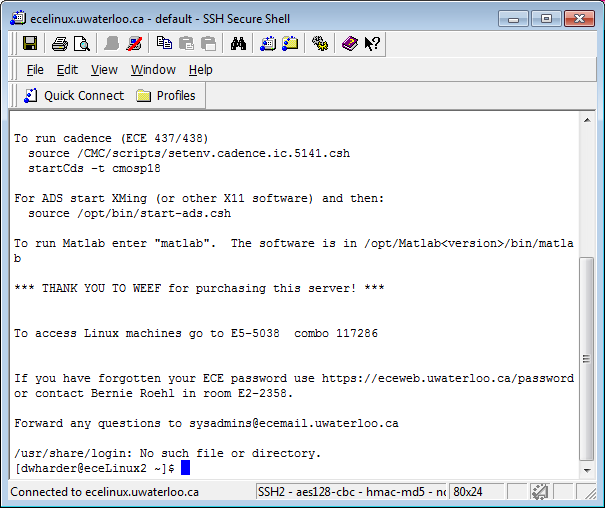 ecelinux.uwaterloo.ca - default - SSH Secure Shell
File Edit View Window Help
Quick Connect Profiles
To run cadence (ECE 437/438)
source /CMC/scripts/setenv.cadence.ic.5141.csh
startCds -t cmosp18
For ADS start XMing (or other X11 software) and then:
source /opt/bin/start-ads.csh
To run Matlab enter "matlab".  The software is in /opt/Matlab<version>/bin/matla
b
*** THANK YOU TO WEEF for purchasing this server! ***
To access Linux machines go to E5-5038  combo 117286
If you have forgotten your ECE password use https://eceweb.uwaterloo.ca/password
or contact Bernie Roehl in room E2-2358.
Forward any questions to sysadmins@ecemail.uwaterloo.ca
/usr/share/login: No such file or directory.
[dwharder@eceLinux2 ~]$
Connected to ecelinux.uwaterloo.ca SSH2 - aes128-cbc - hmac-md5 - nc 80x24